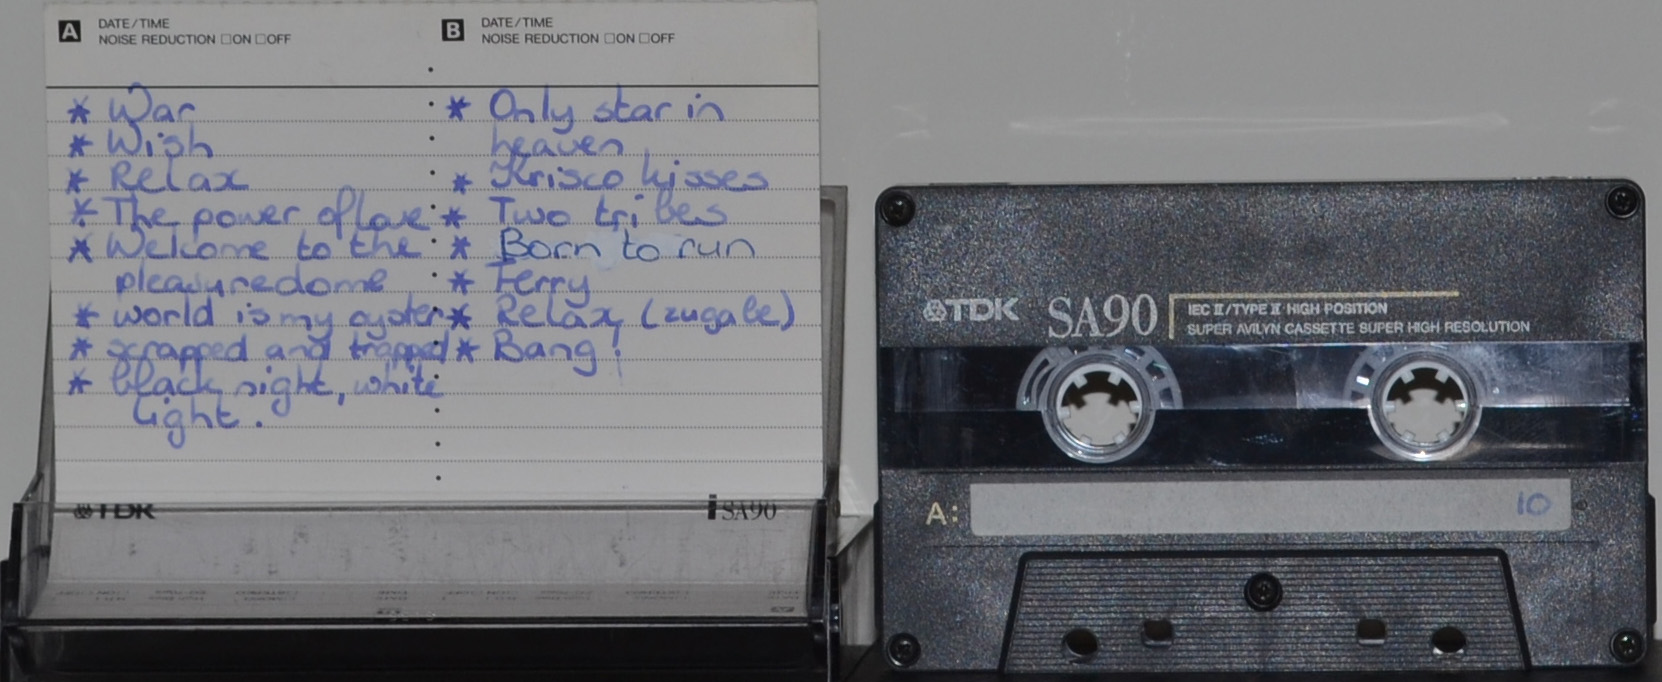 A DATE/TIME
NOISE REDUCTION □ON □OFF
* War
* Wish
* Relax
* The power of love
* Welcome to the
pleasuredome
* world is my oyster
* scrapped and trapped
* black night, white
light.
B DATE/TIME
NOISE REDUCTION □ON □OFF
* Only star in
heaven
* Krisco kisses
* Two tribes
* Born to run
* Ferry
* Relax, (zugabe)
* Bang!
TDK
SA90
TDK SA90
IEC II/TYPE II·HIGH POSITION
SUPER AVILYN CASSETTE SUPER HIGH RESOLUTION
A: 10